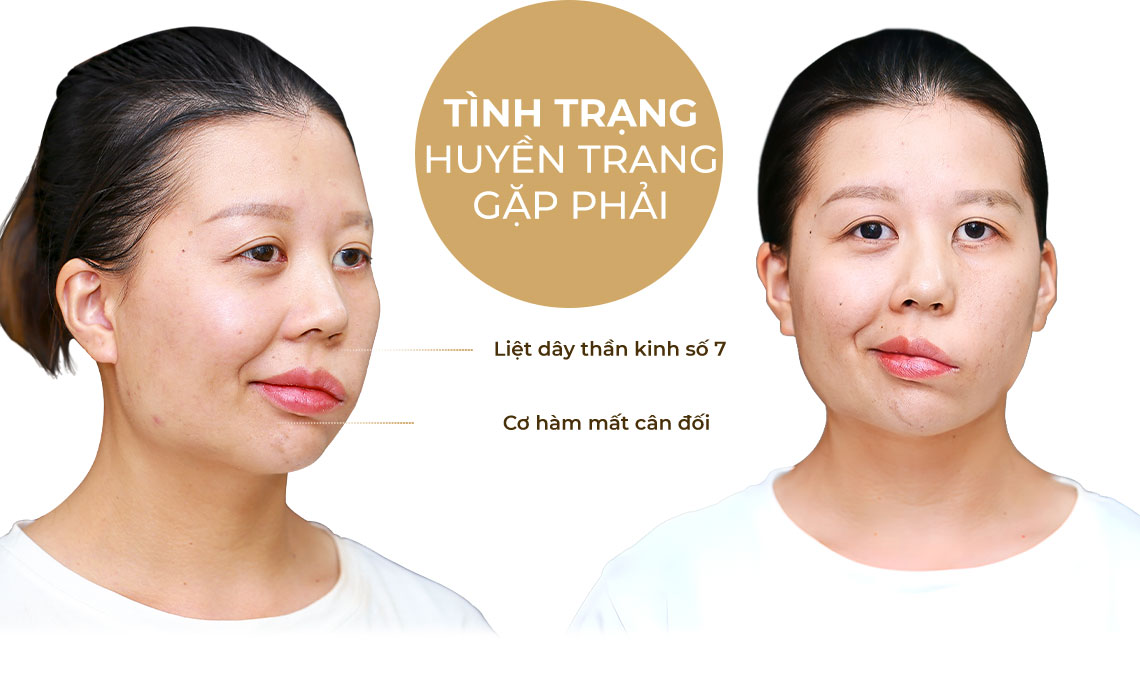 TÌNH TRẠNG
HUYỀN TRANG
GẶP PHẢI
Liệt dây thần kinh số 7
Cơ hàm mất cân đối